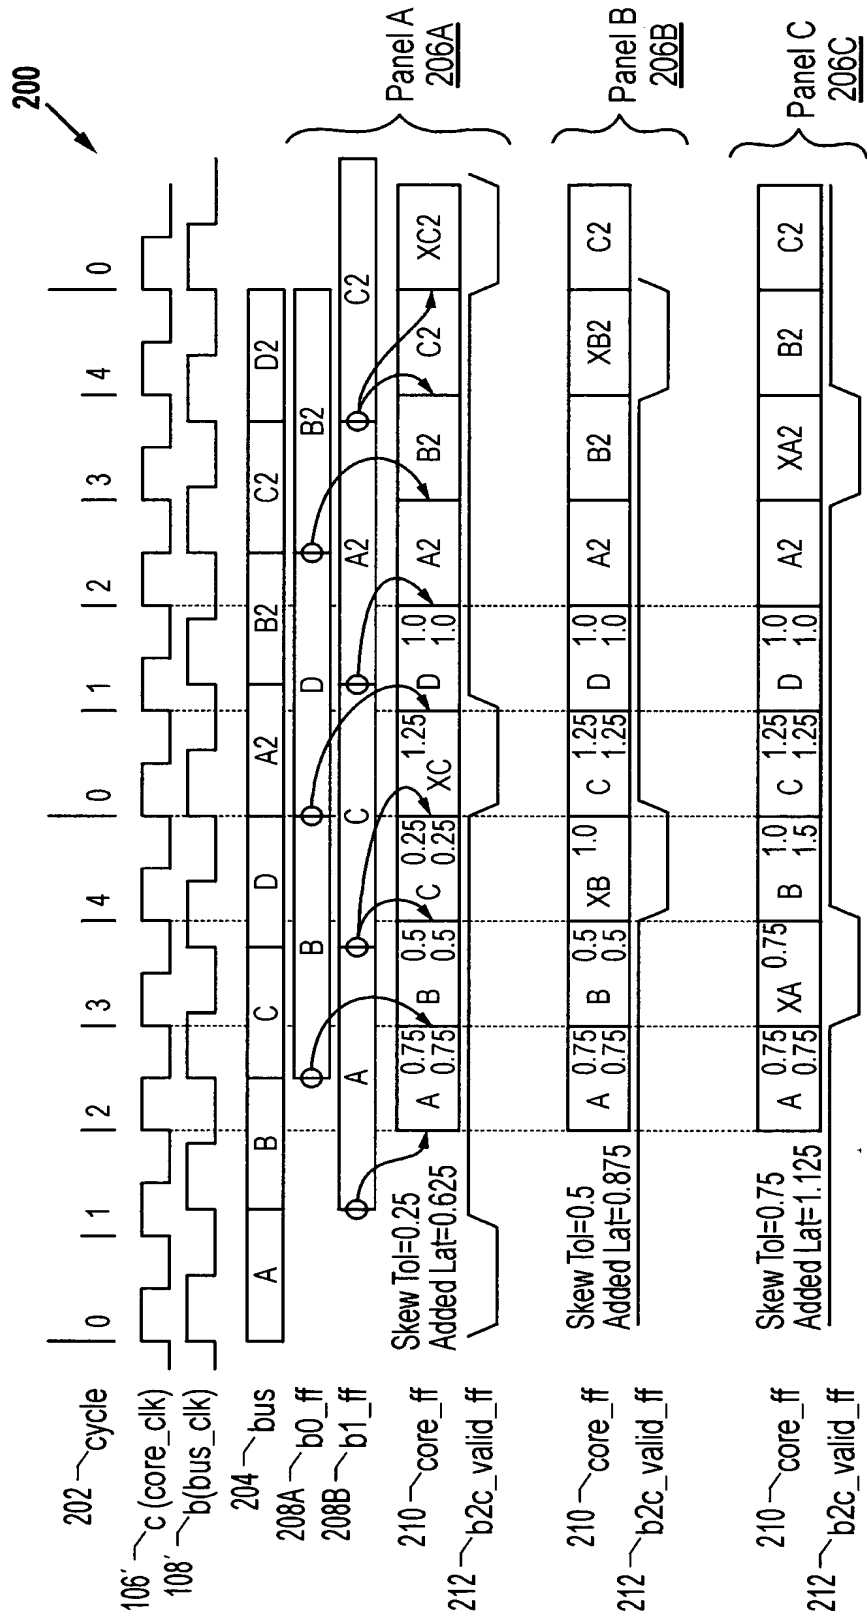 200
202 cycle 0 1 2 3 4 0 1 2 3 4 0
106′ c (core_clk)
108′ b(bus_clk)
204 bus A B C D A2 B2 C2 D2
208A b0_ff B D B2
208B b1_ff A C A2 C2
Skew Tol=0.25
Added Lat=0.625
210 core_ff A 0.75 0.75 B 0.5 0.5 C 0.25 0.25 XC 1.25 D 1.0 1.0 A2 B2 C2 XC2
212 b2c_valid_ff
Panel A
206A
Skew Tol=0.5
Added Lat=0.875
210 core_ff A 0.75 0.75 B 0.5 0.5 XB 1.0 C 1.25 1.25 D 1.0 1.0 A2 B2 XB2 C2
212 b2c_valid_ff
Panel B
206B
Skew Tol=0.75
Added Lat=1.125
210 core_ff A 0.75 0.75 XA 0.75 B 1.0 1.5 C 1.25 1.25 D 1.0 1.0 A2 XA2 B2 C2
212 b2c_valid_ff
Panel C
206C